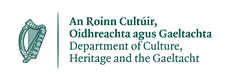 An Roinn Cultúir,
Oidhreachta agus Gaeltachta
Department of Culture,
Heritage and the Gaeltacht